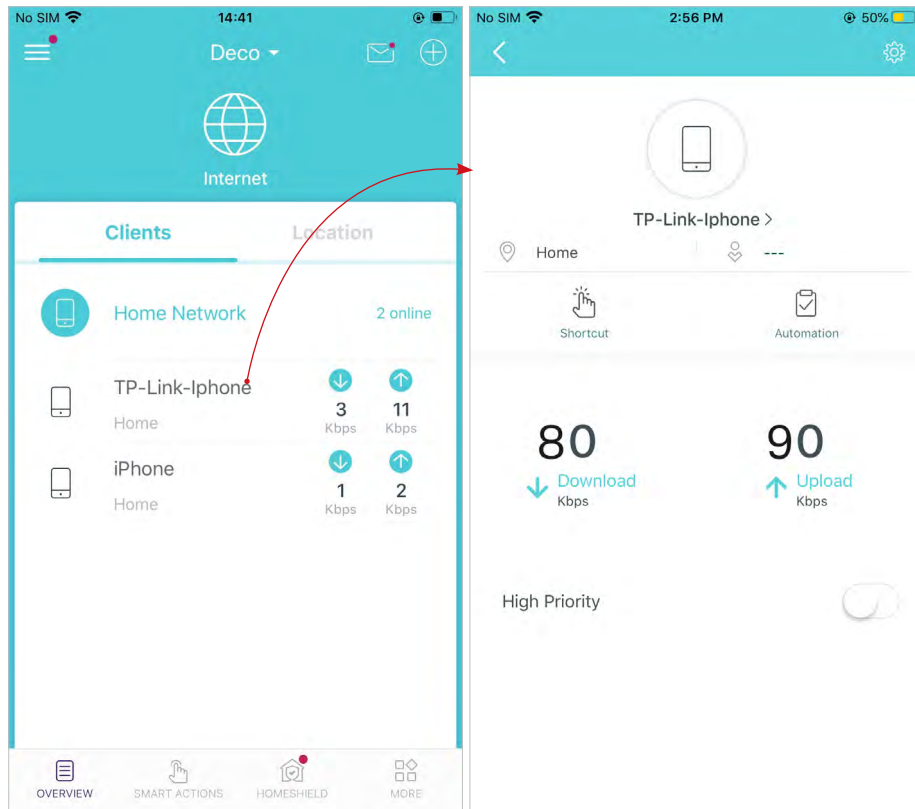 No SIM 14:41
Deco
Internet
Clients Location
Home Network 2 online
TP-Link-Iphone
Home
3 11
Kbps Kbps
iPhone
Home
1 2
Kbps Kbps
OVERVIEW SMART ACTIONS HOMESHIELD MORE
No SIM 2:56 PM 50%
TP-Link-Iphone >
Home ---
Shortcut Automation
80 90
Download Upload
Kbps Kbps
High Priority